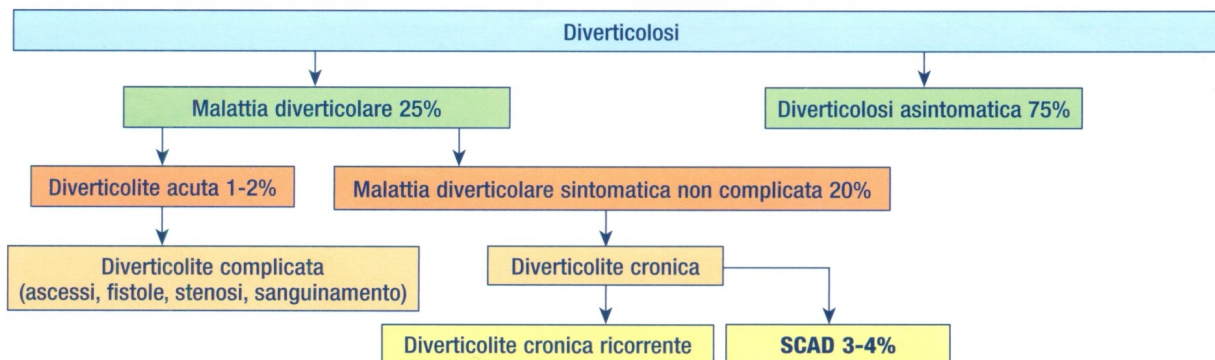 Diverticolosi
Malattia diverticolare 25%
Diverticolosi asintomatica 75%
Diverticolite acuta 1-2%
Malattia diverticolare sintomatica non complicata 20%
Diverticolite complicata
(ascessi, fistole, stenosi, sanguinamento)
Diverticolite cronica
Diverticolite cronica ricorrente
SCAD 3-4%